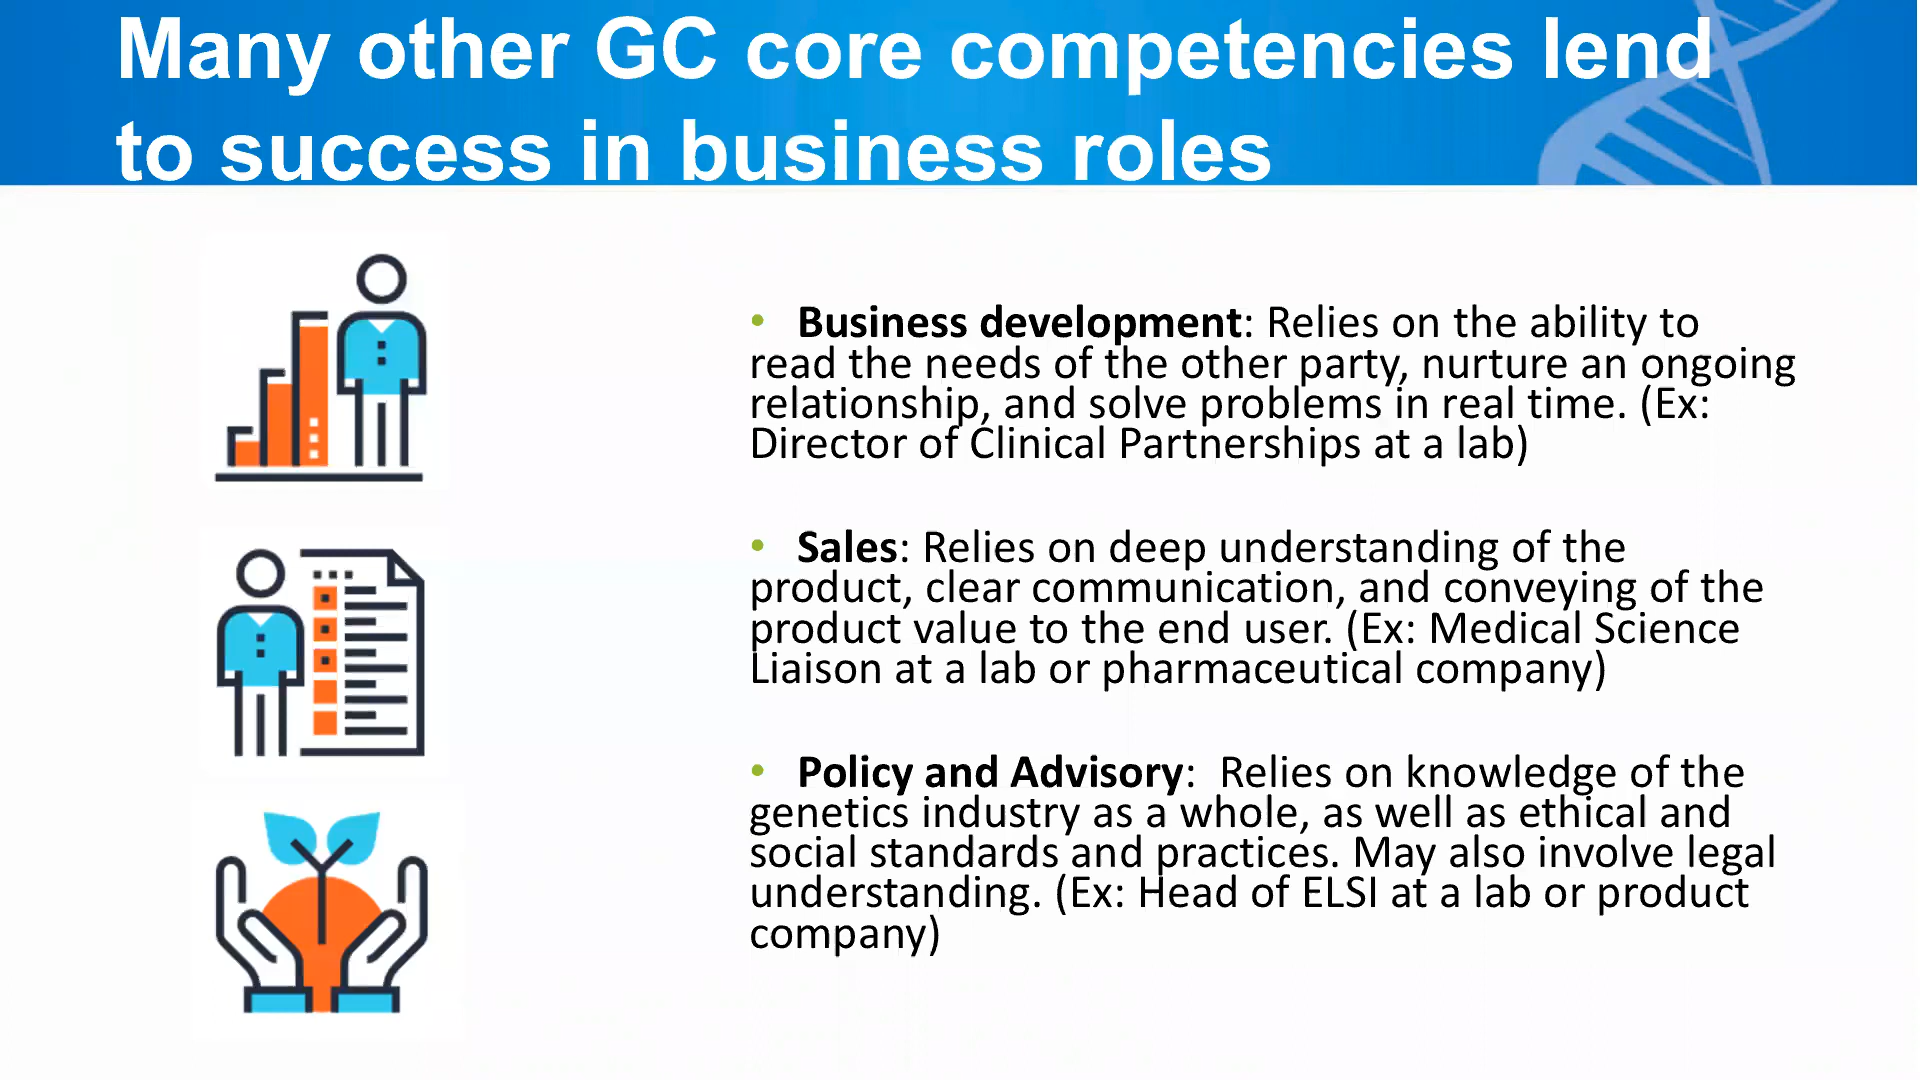 Many other GC core competencies lend
to success in business roles
• Business development: Relies on the ability to
read the needs of the other party, nurture an ongoing
relationship, and solve problems in real time. (Ex:
Director of Clinical Partnerships at a lab)
• Sales: Relies on deep understanding of the
product, clear communication, and conveying of the
product value to the end user. (Ex: Medical Science
Liaison at a lab or pharmaceutical company)
• Policy and Advisory:  Relies on knowledge of the
genetics industry as a whole, as well as ethical and
social standards and practices. May also involve legal
understanding. (Ex: Head of ELSI at a lab or product
company)